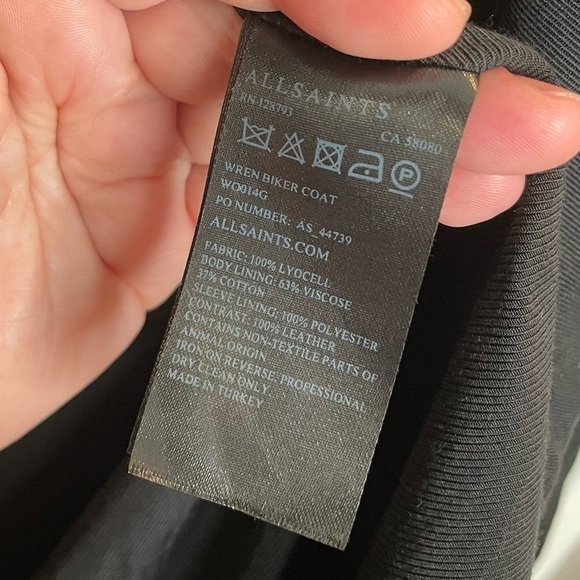 ALLSAINTS
RN 128793 CA 58080
P
WREN BIKER COAT
WO014G
PO NUMBER: AS_44739
ALLSAINTS.COM
FABRIC: 100% LYOCELL
BODY LINING: 63% VISCOSE
37% COTTON
SLEEVE LINING: 100% POLYESTER
CONTRAST: 100% LEATHER
CONTAINS NON-TEXTILE PARTS OF
ANIMAL ORIGIN
IRON ON REVERSE; PROFESSIONAL
DRY CLEAN ONLY
MADE IN TURKEY